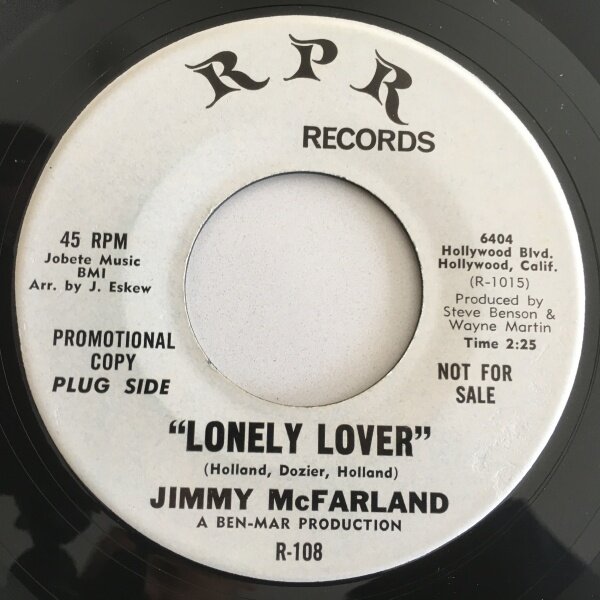 RPR
RECORDS
45 RPM
Jobete Music
BMI
Arr. by J. Eskew
PROMOTIONAL
COPY
PLUG SIDE
6404
Hollywood Blvd.
Hollywood, Calif.
(R-1015)
Produced by
Steve Benson &
Wayne Martin
Time 2:25
NOT FOR
SALE
"LONELY LOVER"
(Holland, Dozier, Holland)
JIMMY McFARLAND
A BEN-MAR PRODUCTION
R-108